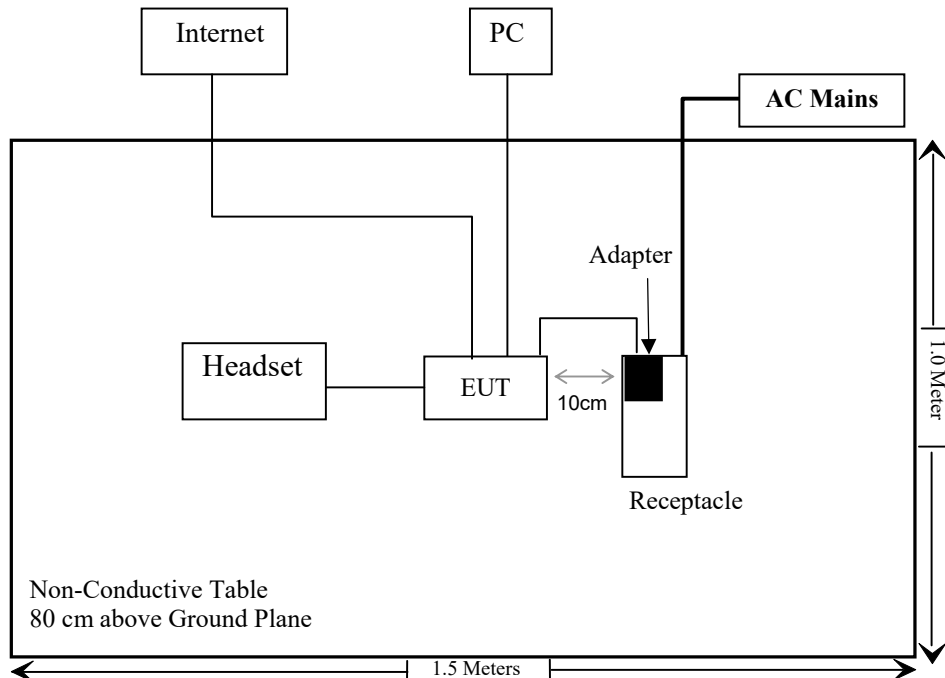 Internet
PC
AC Mains
Adapter
Headset
EUT
10cm
1.0 Meter
Receptacle
Non-Conductive Table
80 cm above Ground Plane
1.5 Meters